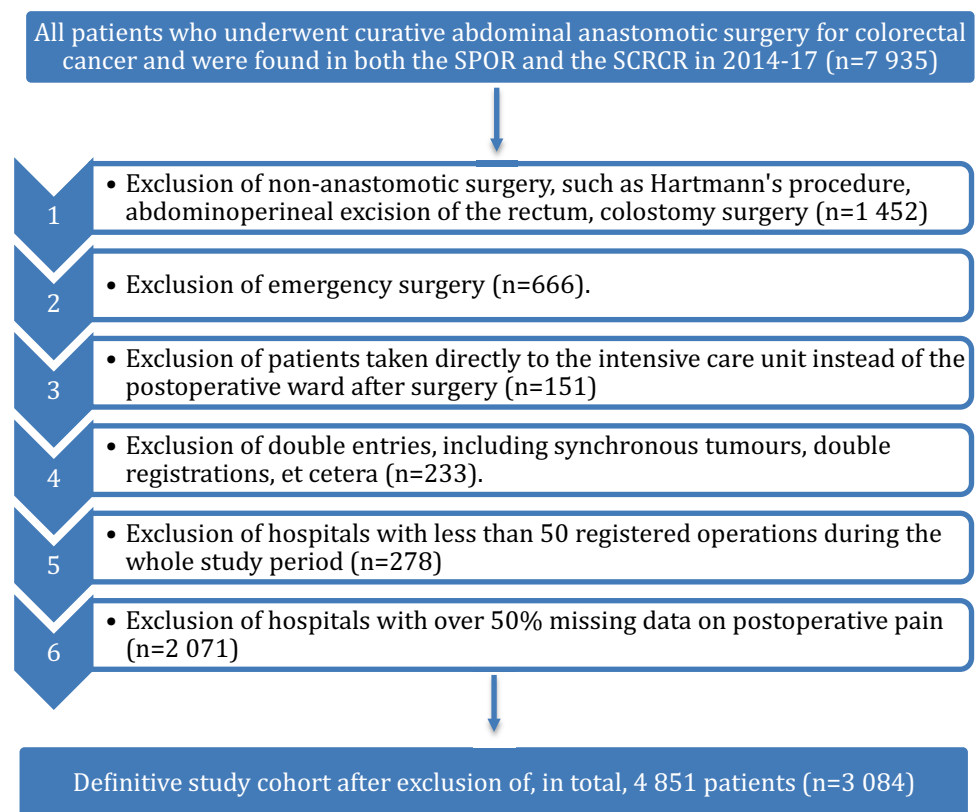 All patients who underwent curative abdominal anastomotic surgery for colorectal
cancer and were found in both the SPOR and the SCRCR in 2014-17 (n=7 935)
1
• Exclusion of non-anastomotic surgery, such as Hartmann's procedure,
abdominoperineal excision of the rectum, colostomy surgery (n=1 452)
2
• Exclusion of emergency surgery (n=666).
3
• Exclusion of patients taken directly to the intensive care unit instead of the
postoperative ward after surgery (n=151)
4
• Exclusion of double entries, including synchronous tumours, double
registrations, et cetera (n=233).
5
• Exclusion of hospitals with less than 50 registered operations during the
whole study period (n=278)
6
• Exclusion of hospitals with over 50% missing data on postoperative pain
(n=2 071)
Definitive study cohort after exclusion of, in total, 4 851 patients (n=3 084)